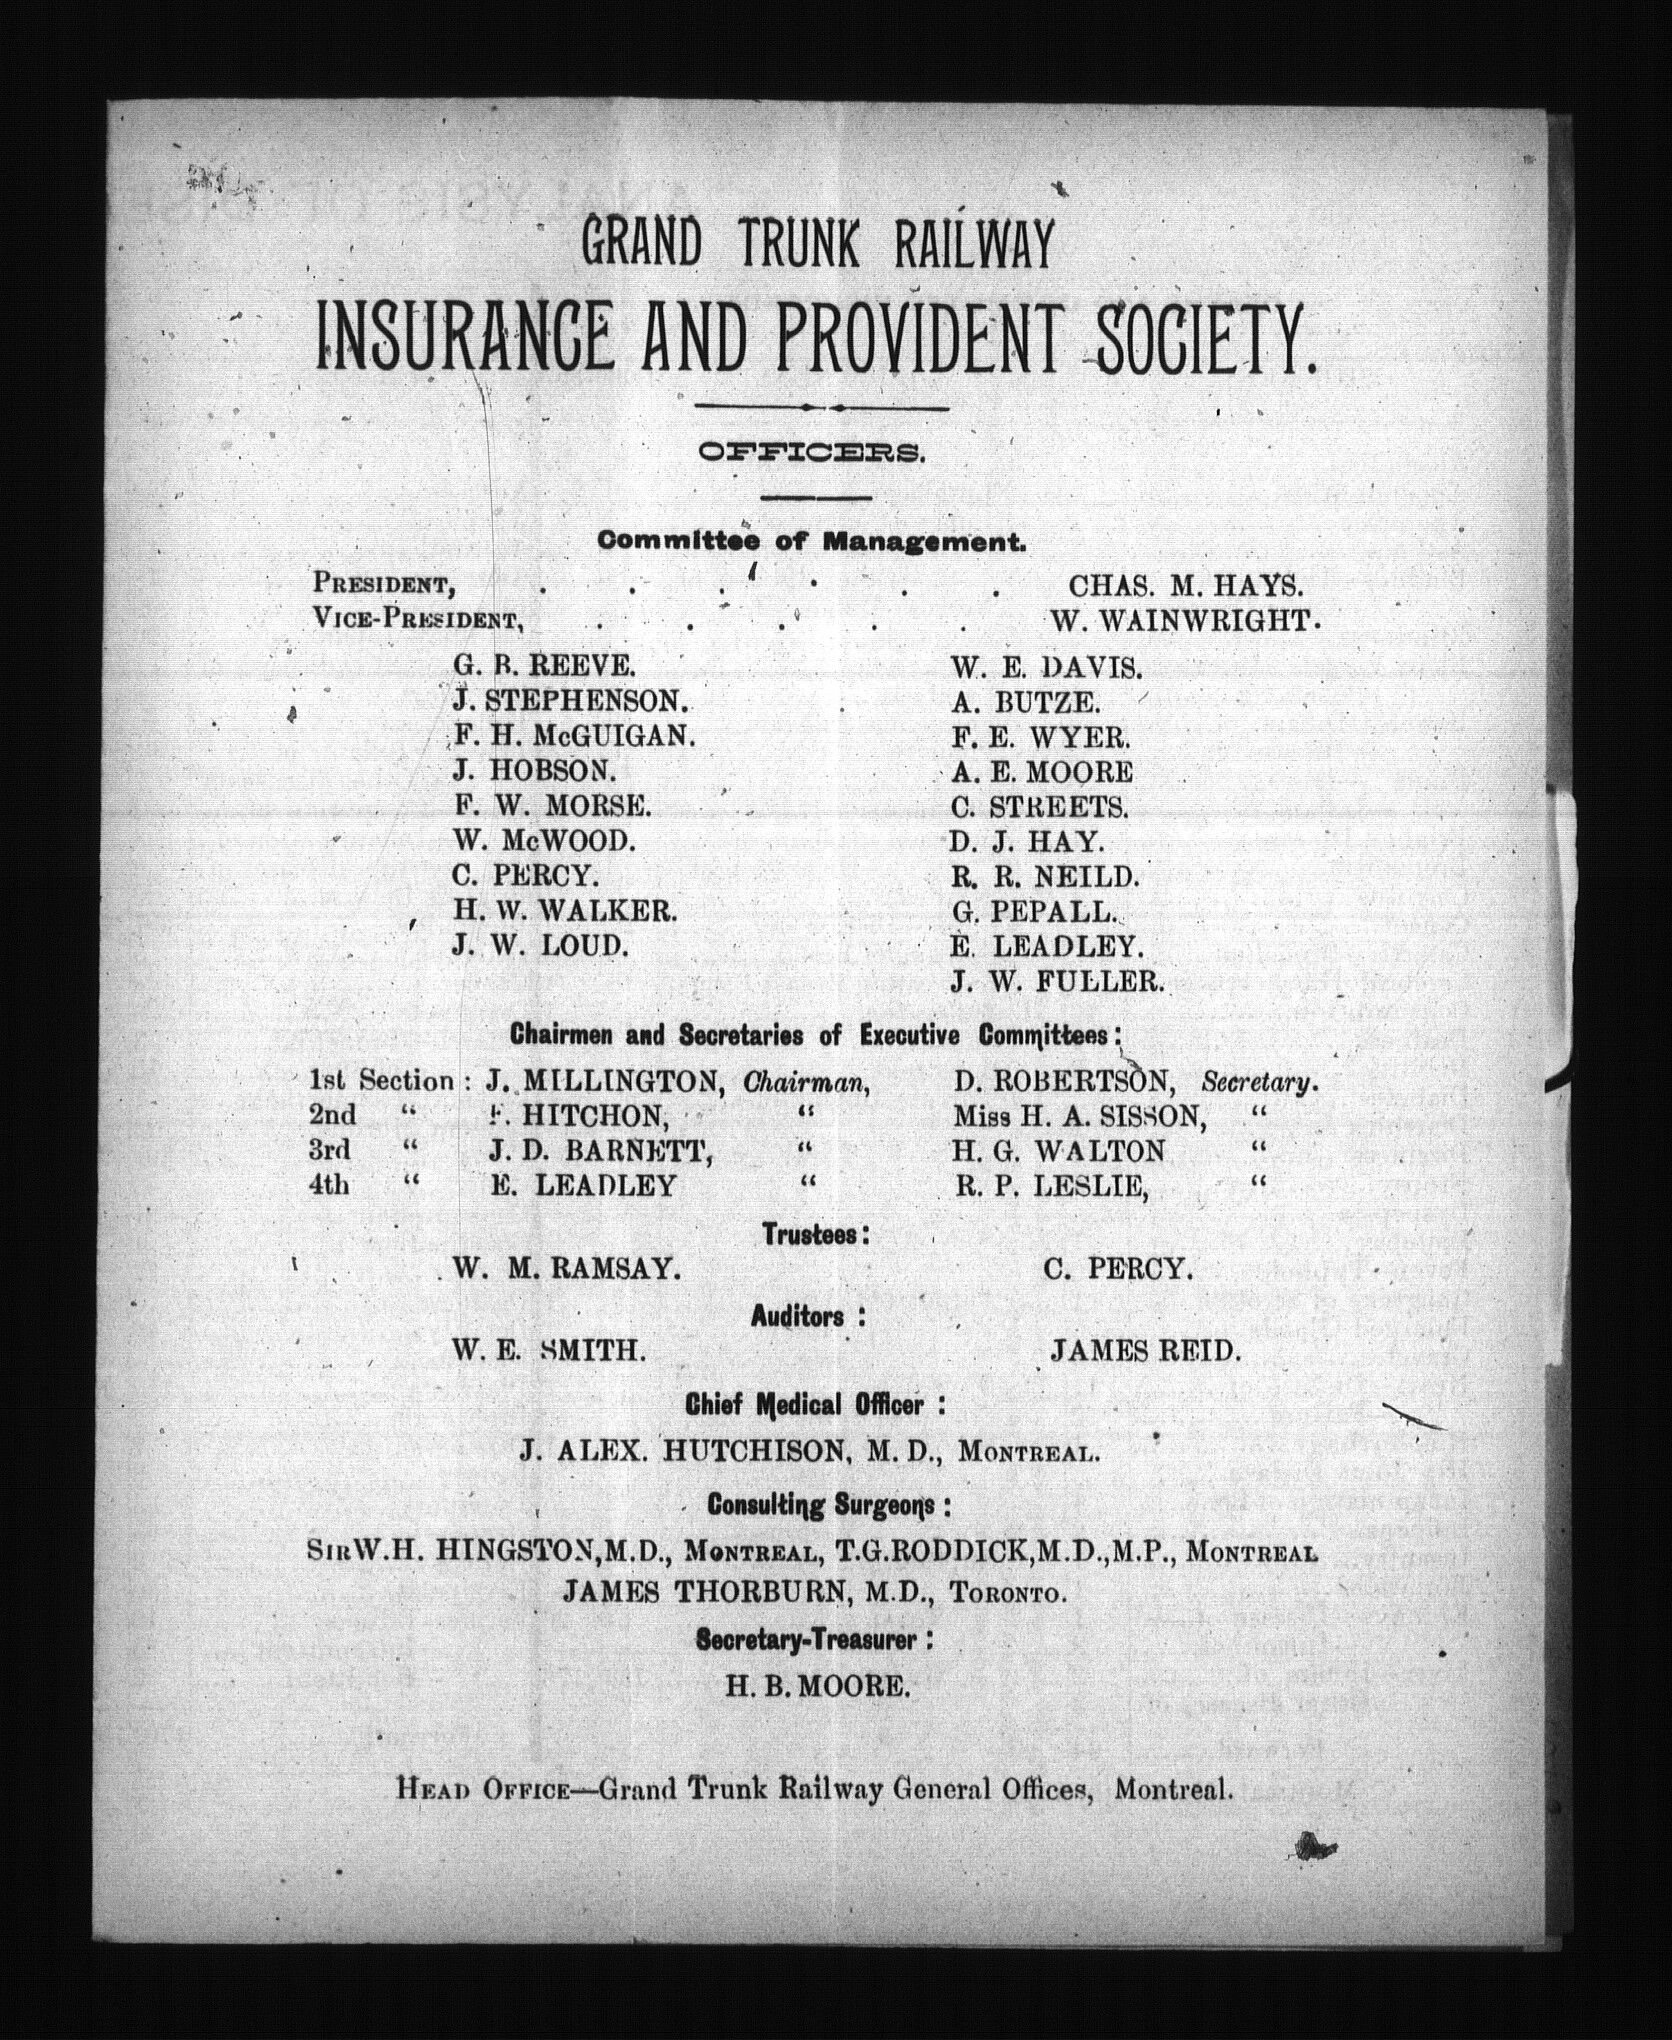 GRAND TRUNK RAILWAY
INSURANCE AND PROVIDENT SOCIETY.
OFFICERS.
Committee of Management.
PRESIDENT, . . . . . . CHAS. M. HAYS.
VICE-PRESIDENT, . . . . . W. WAINWRIGHT.
G. B. REEVE. W. E. DAVIS.
J. STEPHENSON. A. BUTZE.
F. H. McGUIGAN. F. E. WYER.
J. HOBSON. A. E. MOORE
F. W. MORSE. C. STREETS.
W. McWOOD. D. J. HAY.
C. PERCY. R. R. NEILD.
H. W. WALKER. G. PEPALL.
J. W. LOUD. E. LEADLEY.
J. W. FULLER.
Chairmen and Secretaries of Executive Committees:
1st Section : J. MILLINGTON, Chairman, D. ROBERTSON, Secretary.
2nd “ F. HITCHON, “ Miss H. A. SISSON, “
3rd “ J. D. BARNETT, “ H. G. WALTON “
4th “ E. LEADLEY “ R. P. LESLIE, “
Trustees:
W. M. RAMSAY. C. PERCY.
Auditors :
W. E. SMITH. JAMES REID.
Chief Medical Officer :
J. ALEX. HUTCHISON, M. D., MONTREAL.
Consulting Surgeons :
SIR W.H. HINGSTON, M.D., MONTREAL, T.G. RODDICK, M.D., M.P., MONTREAL
JAMES THORBURN, M.D., TORONTO.
Secretary-Treasurer :
H. B. MOORE.
HEAD OFFICE—Grand Trunk Railway General Offices, Montreal.